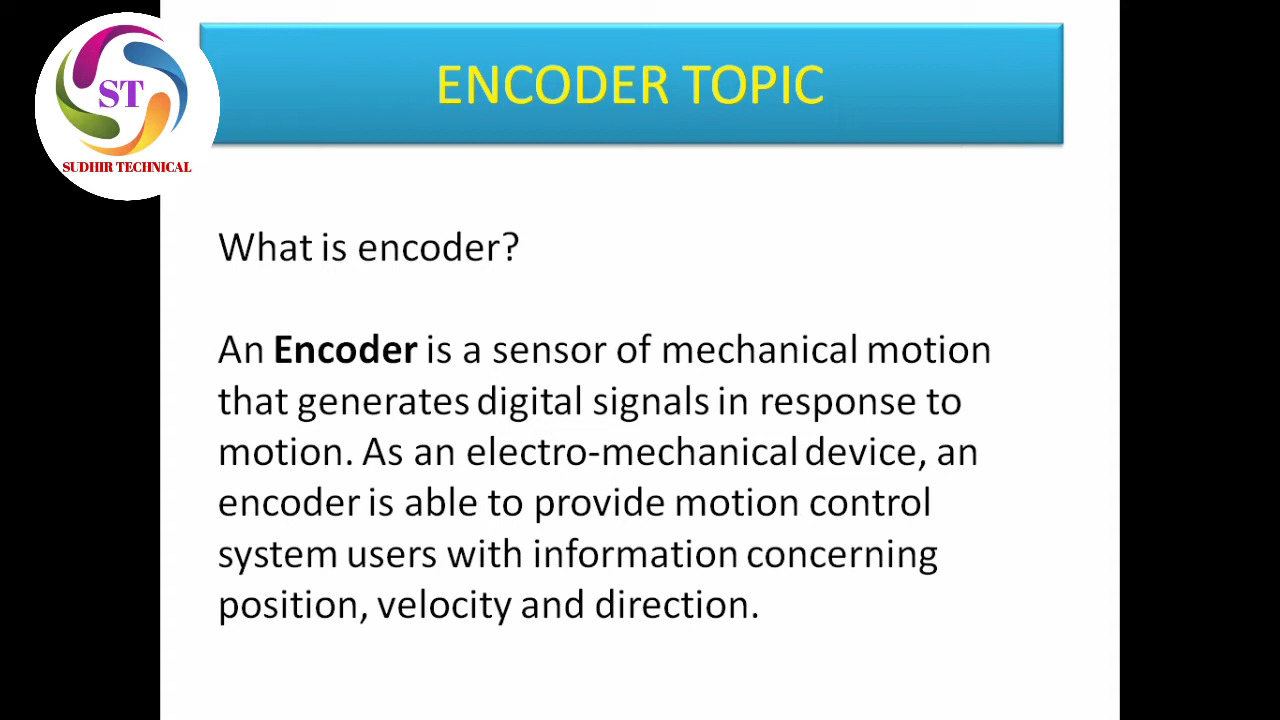 ENCODER TOPIC
ST
SUDHIR TECHNICAL
What is encoder?
An Encoder is a sensor of mechanical motion
that generates digital signals in response to
motion. As an electro-mechanical device, an
encoder is able to provide motion control
system users with information concerning
position, velocity and direction.